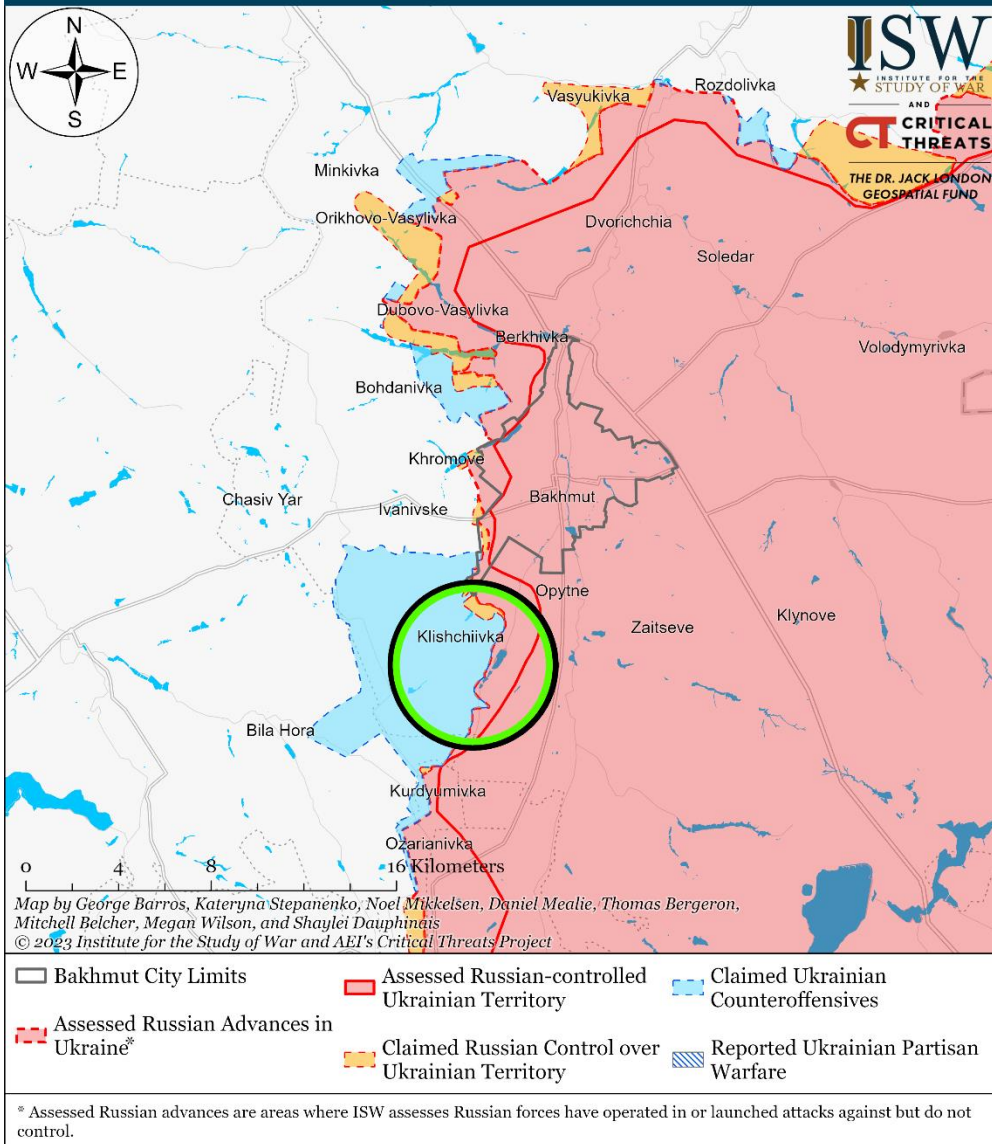 N
W E
S
ISW
INSTITUTE FOR THE
STUDY OF WAR
AND
CT CRITICAL
THREATS
THE DR. JACK LONDON
GEOSPATIAL FUND
Vasyukivka
Rozdolivka
Minkivka
Orikhovo-Vasylivka
Dvorichchia
Soledar
Dubovo-Vasylivka
Berkhivka
Volodymyrivka
Bohdanivka
Khromove
Chasiv Yar
Ivanivske
Bakhmut
Opytne
Klishchiivka
Zaitseve
Klynove
Bila Hora
Kurdyumivka
Ozarianivka
0 4 8 16 Kilometers
Map by George Barros, Kateryna Stepanenko, Noel Mikkelsen, Daniel Mealie, Thomas Bergeron,
Mitchell Belcher, Megan Wilson, and Shaylei Dauphinais
© 2023 Institute for the Study of War and AEI's Critical Threats Project
Bakhmut City Limits
Assessed Russian Advances in
Ukraine*
Assessed Russian-controlled
Ukrainian Territory
Claimed Russian Control over
Ukrainian Territory
Claimed Ukrainian
Counteroffensives
Reported Ukrainian Partisan
Warfare
* Assessed Russian advances are areas where ISW assesses Russian forces have operated in or launched attacks against but do not
control.